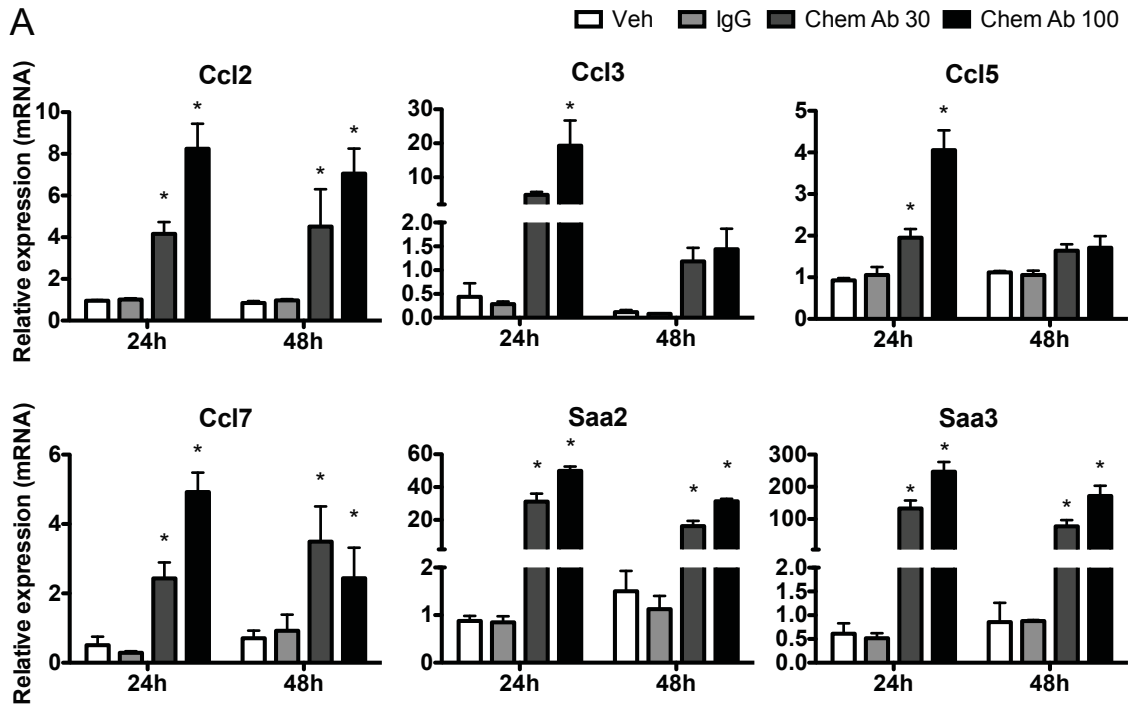 A
Veh IgG Chem Ab 30 Chem Ab 100
Ccl2
Relative expression (mRNA)
10
8
6
4
2
0
* * * *
24h 48h
Ccl3
30
20
10
2.0
1.5
1.0
0.5
0.0
*
24h 48h
Ccl5
5
4
3
2
1
0
* *
24h 48h
Ccl7
Relative expression (mRNA)
6
4
2
0
* * * *
24h 48h
Saa2
60
40
20
2
1
0
* * * *
24h 48h
Saa3
300
200
100
2.0
1.5
1.0
0.5
0.0
* * * *
24h 48h